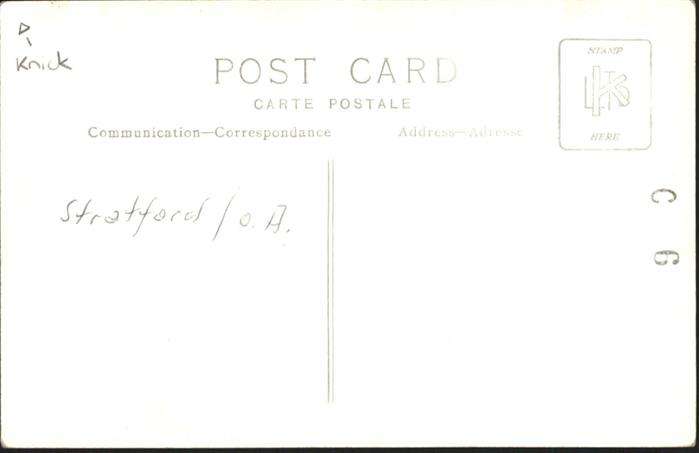 Knick
POST CARD
CARTE POSTALE
Communication—Correspondance
Address—Adresse
STAMP
HERE
Stratford / o.A.
C 6